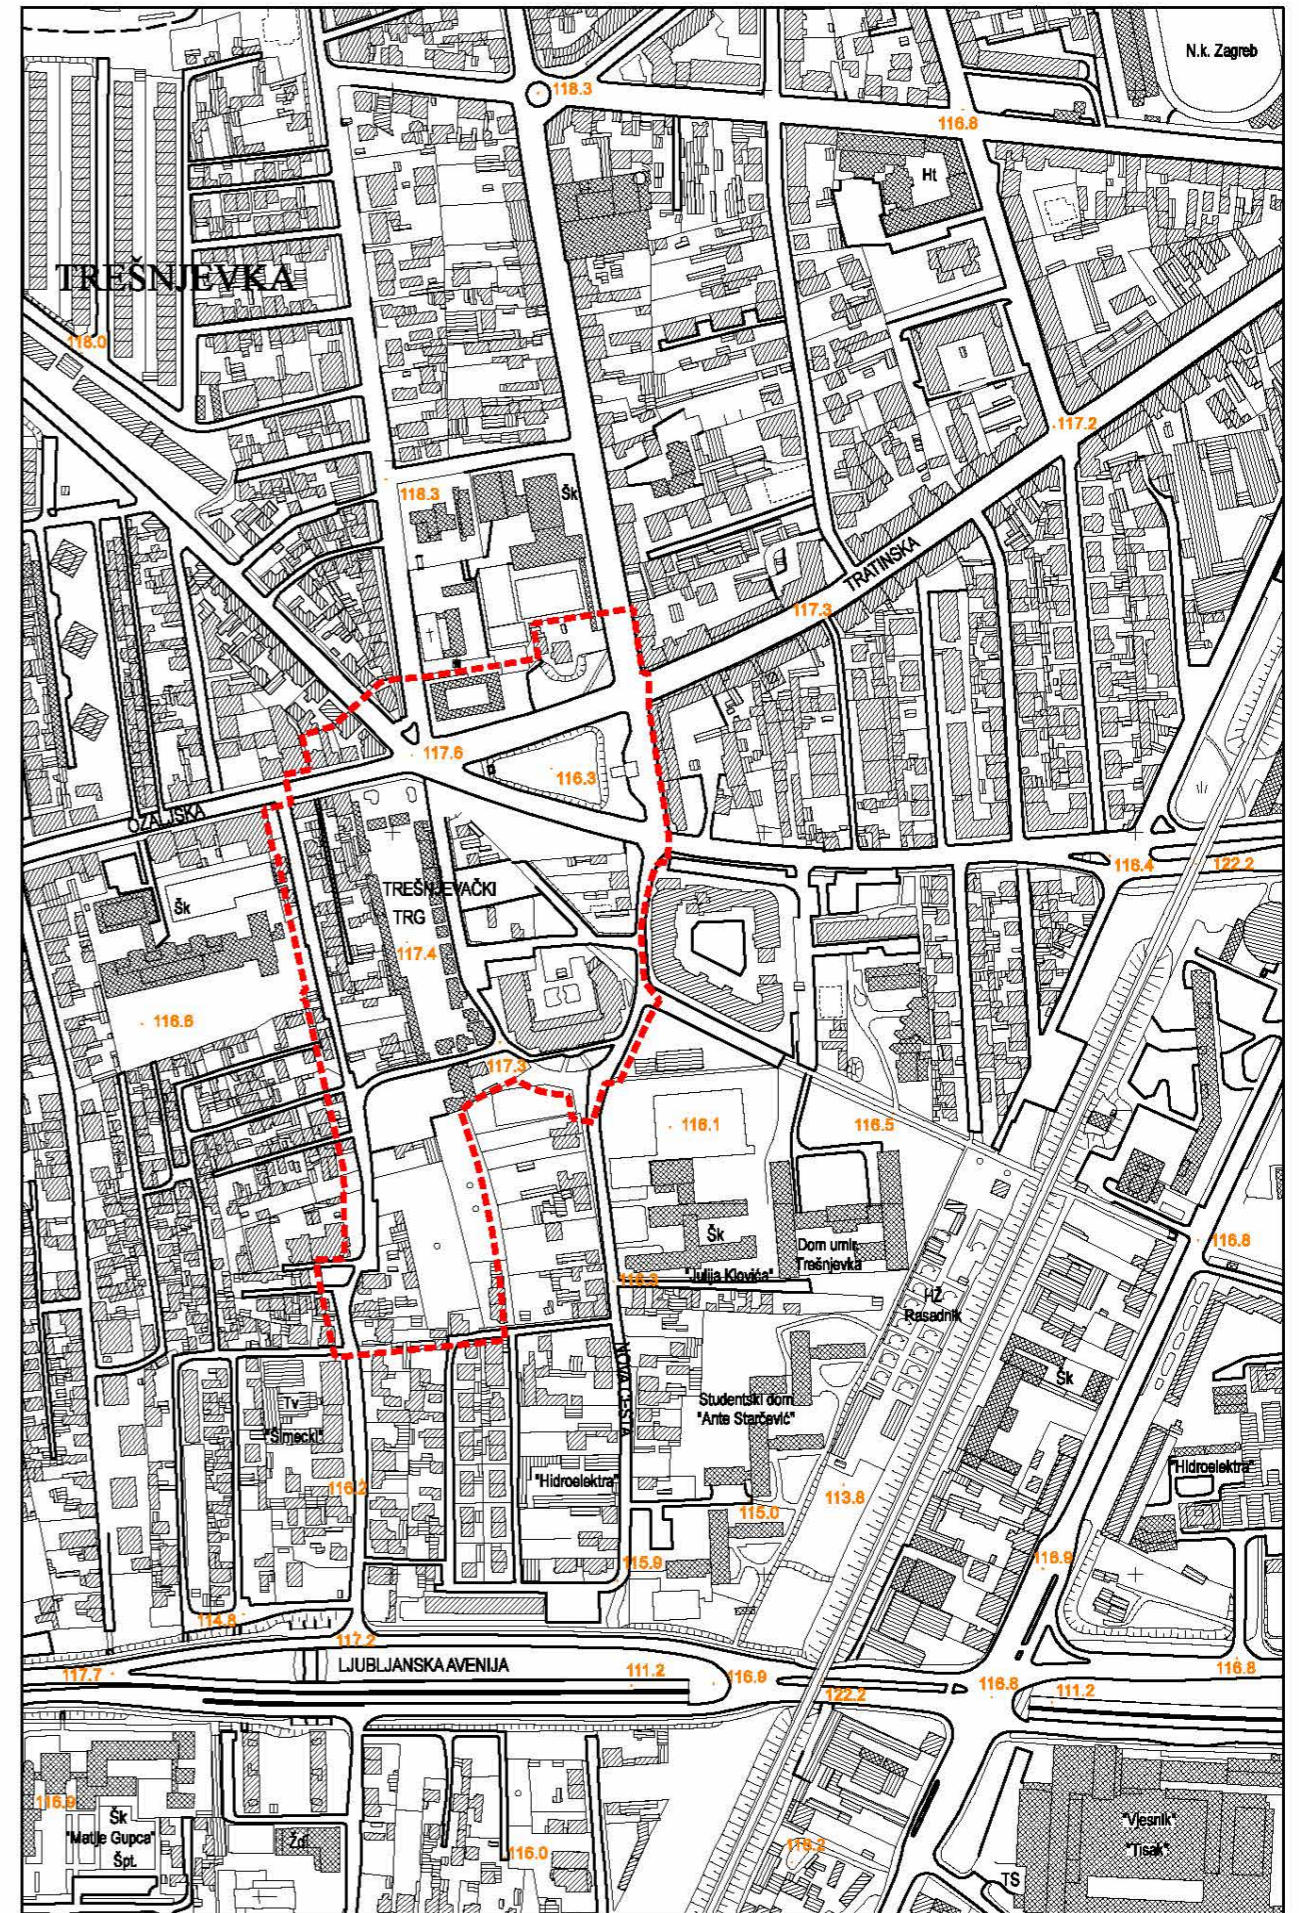 N.k. Zagreb
118.3
116.8
Ht
TREŠNJEVKA
118.0
117.2
118.3
Šk
TRATINSKA
117.3
117.6
116.3
OZALJSKA
116.4
122.2
TREŠNJEVAČKI
TRG
Šk
117.4
116.6
117.3
116.1
116.5
Šk
"Julija Klovića"
Dom umir.
Trešnjevka
116.8
116.3
HŽ
Rasadnik
NOVA CESTA
Šk
Tv
"Šimecki"
Studentski dom
"Ante Starčević"
"Hidroelektra"
"Hidroelektra"
116.2
113.8
115.0
115.9
116.9
114.8
117.2
LJUBLJANSKA AVENIJA
117.7
111.2
116.9
122.2
116.8
111.2
116.8
116.9
Šk
"Matije Gupca"
Špt.
Ždl
116.0
116.2
"Vjesnik"
"Tisak"
TS